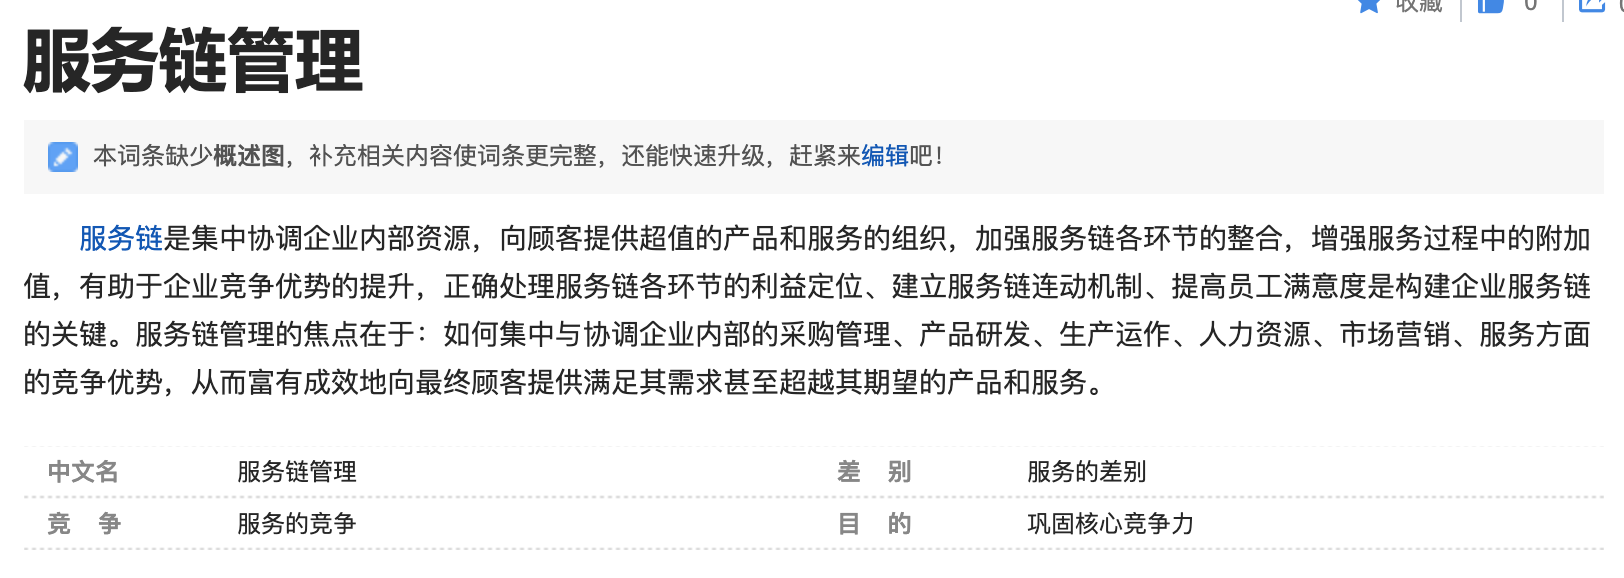 收藏 0
服务链管理
本词条缺少概述图，补充相关内容使词条更完整，还能快速升级，赶紧来编辑吧！
服务链是集中协调企业内部资源，向顾客提供超值的产品和服务的组织，加强服务链各环节的整合，增强服务过程中的附加
值，有助于企业竞争优势的提升，正确处理服务链各环节的利益定位、建立服务链连动机制、提高员工满意度是构建企业服务链
的关键。服务链管理的焦点在于：如何集中与协调企业内部的采购管理、产品研发、生产运作、人力资源、市场营销、服务方面
的竞争优势，从而富有成效地向最终顾客提供满足其需求甚至超越其期望的产品和服务。
中文名 服务链管理 差 别 服务的差别
竞 争 服务的竞争 目 的 巩固核心竞争力